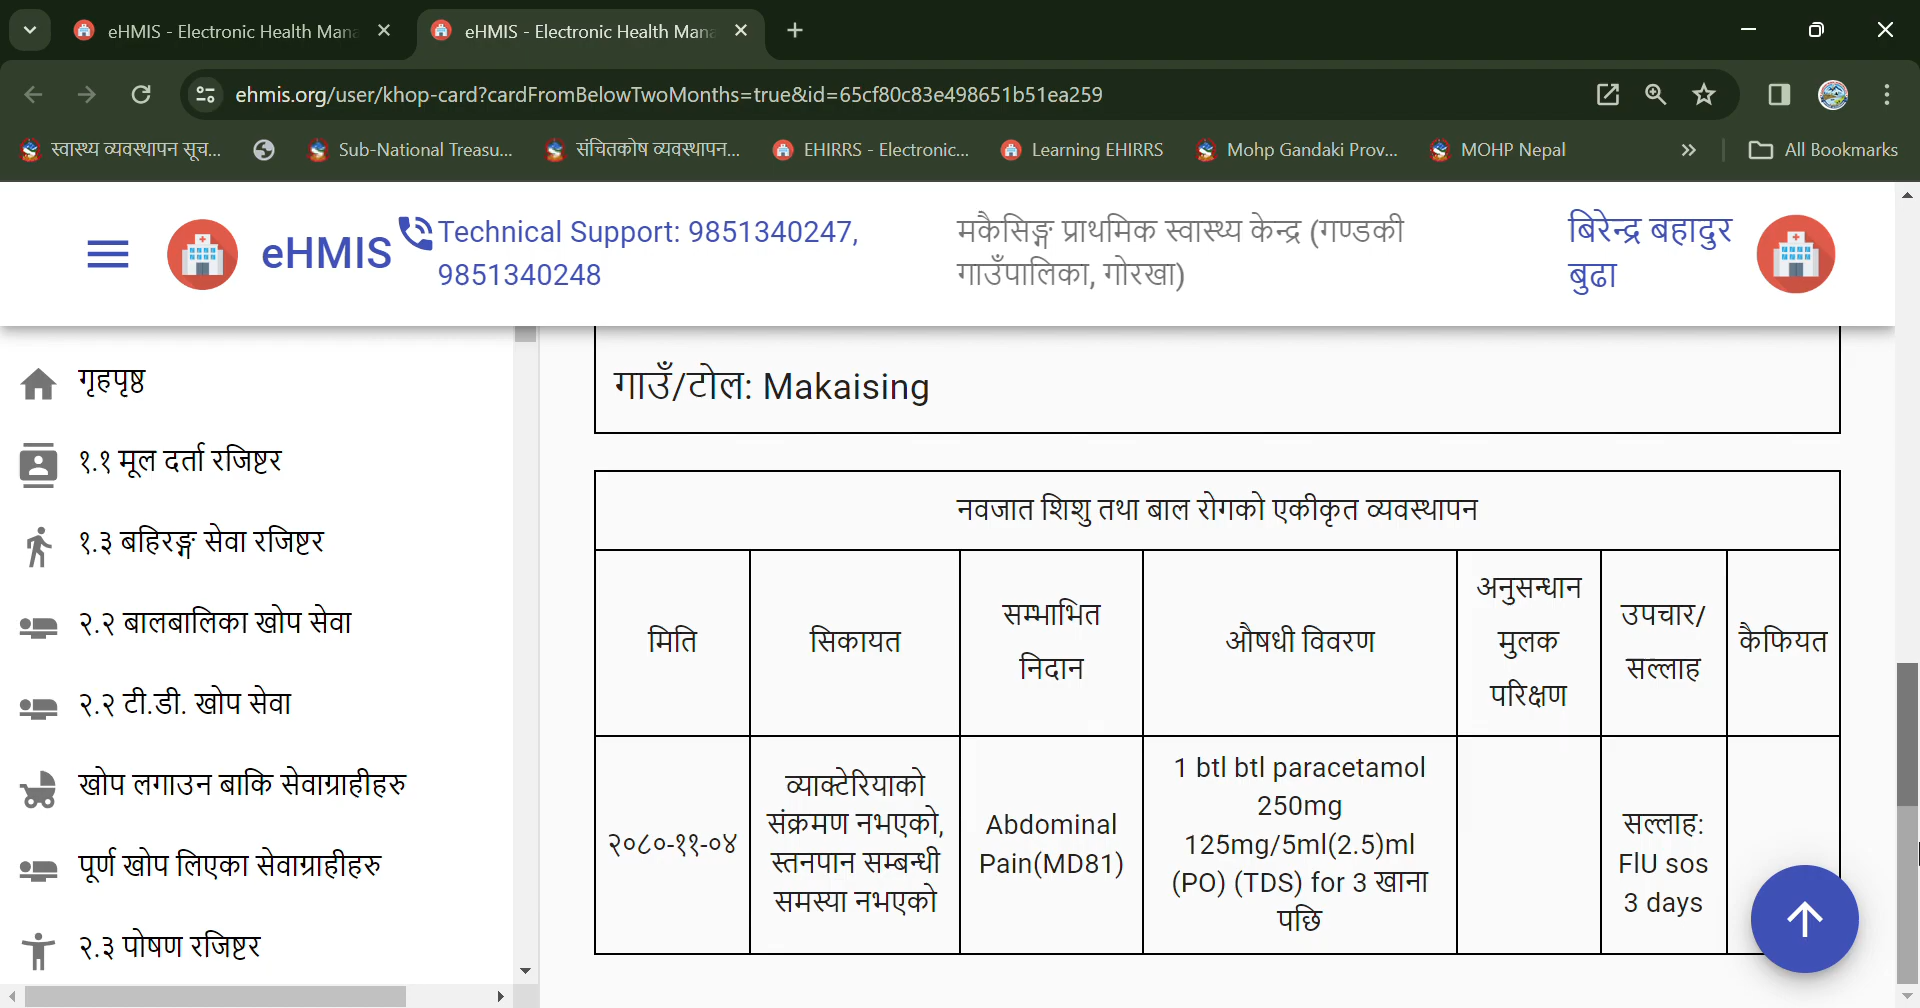 eHMIS - Electronic Health Mana
eHMIS - Electronic Health Mana
ehmis.org/user/khop-card?cardFromBelowTwoMonths=true&id=65cf80c83e498651b51ea259
स्वास्थ्य व्यवस्थापन सूच...
Sub-National Treasu...
संचितकोष व्यवस्थापन...
EHIRRS - Electronic...
Learning EHIRRS
Mohp Gandaki Prov...
MOHP Nepal
All Bookmarks
eHMIS
Technical Support: 9851340247,
9851340248
मकैसिङ्ग प्राथमिक स्वास्थ्य केन्द्र (गण्डकी
गाउँपालिका, गोरखा)
बिरेन्द्र बहादुर
बुढा
गृहपृष्ठ
१.१ मूल दर्ता रजिष्टर
१.३ बहिरङ्ग सेवा रजिष्टर
२.२ बालबालिका खोप सेवा
२.२ टी.डी. खोप सेवा
खोप लगाउन बाकि सेवाग्राहीहरु
पूर्ण खोप लिएका सेवाग्राहीहरु
२.३ पोषण रजिष्टर
गाउँ/टोल: Makaising
नवजात शिशु तथा बाल रोगको एकीकृत व्यवस्थापन
मिति
सिकायत
सम्भाभित
निदान
औषधी विवरण
अनुसन्धान
मुलक
परिक्षण
उपचार/
सल्लाह
कैफियत
२०८०-११-०४
व्याक्टेरियाको
संक्रमण नभएको,
स्तनपान सम्बन्धी
समस्या नभएको
Abdominal
Pain(MD81)
1 btl btl paracetamol
250mg
125mg/5ml(2.5)ml
(PO) (TDS) for 3 खाना
पछि
सल्लाह:
FlU sos
3 days